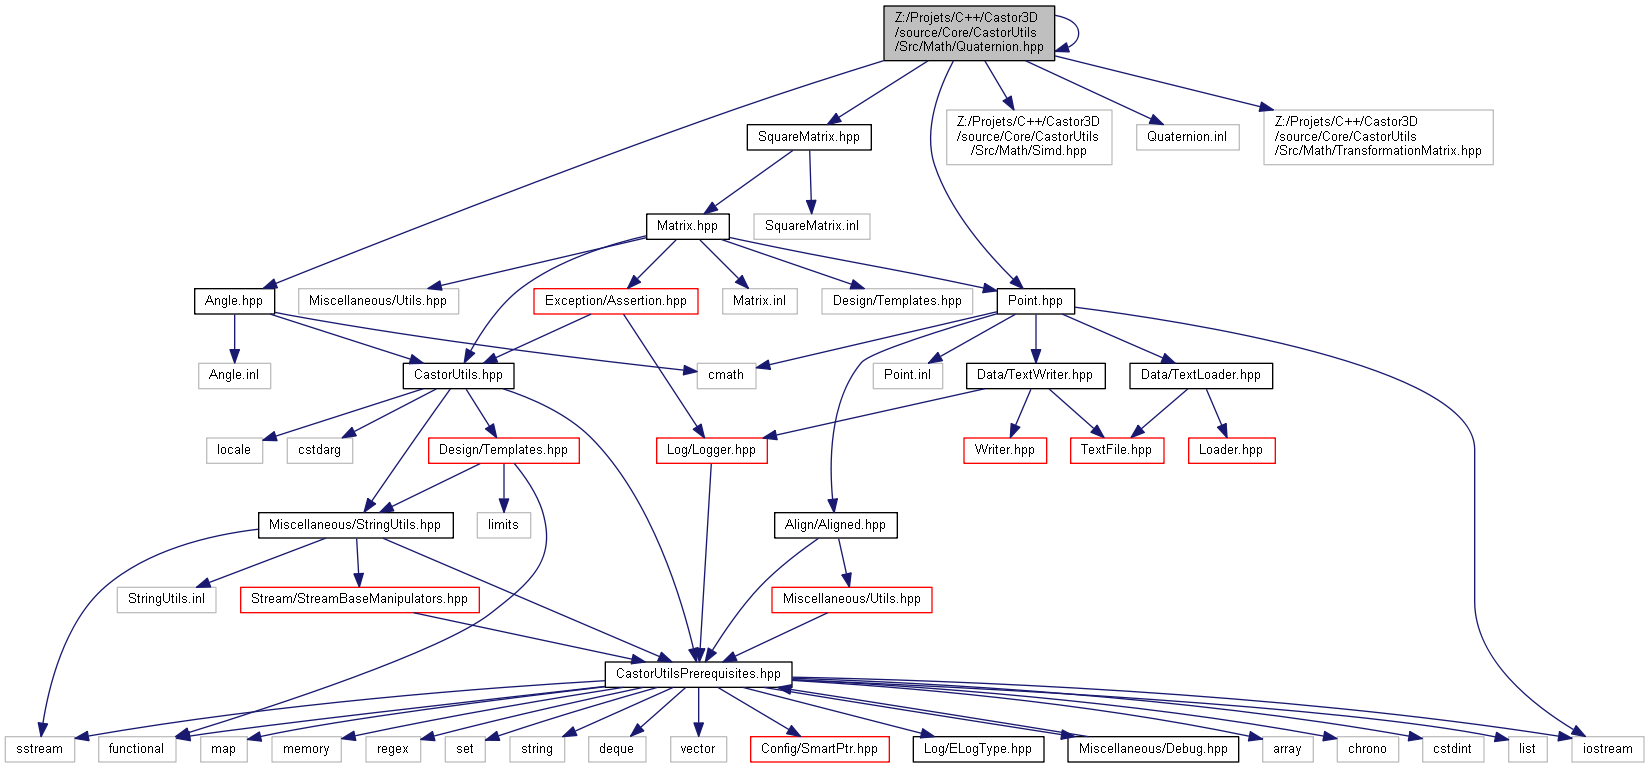 Z:/Projets/C++/Castor3D
/source/Core/CastorUtils
/Src/Math/Quaternion.hpp
SquareMatrix.hpp
Z:/Projets/C++/Castor3D
/source/Core/CastorUtils
/Src/Math/Simd.hpp
Quaternion.inl
Z:/Projets/C++/Castor3D
/source/Core/CastorUtils
/Src/Math/TransformationMatrix.hpp
Matrix.hpp
SquareMatrix.inl
Angle.hpp
Miscellaneous/Utils.hpp
Exception/Assertion.hpp
Matrix.inl
Design/Templates.hpp
Point.hpp
Angle.inl
CastorUtils.hpp
cmath
Point.inl
Data/TextWriter.hpp
Data/TextLoader.hpp
locale
cstdarg
Design/Templates.hpp
Log/Logger.hpp
Writer.hpp
TextFile.hpp
Loader.hpp
Miscellaneous/StringUtils.hpp
limits
Align/Aligned.hpp
StringUtils.inl
Stream/StreamBaseManipulators.hpp
Miscellaneous/Utils.hpp
CastorUtilsPrerequisites.hpp
sstream
functional
map
memory
regex
set
string
deque
vector
Config/SmartPtr.hpp
Log/ELogType.hpp
Miscellaneous/Debug.hpp
array
chrono
cstdint
list
iostream